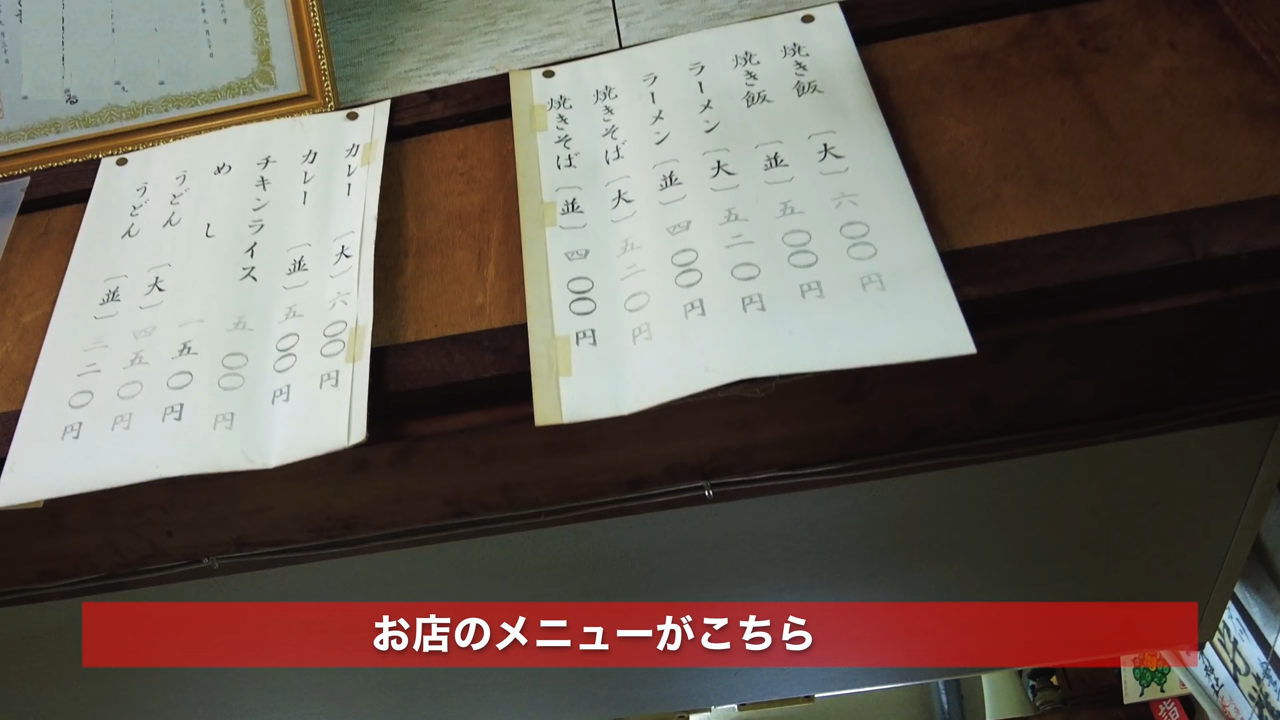 焼き飯〔大〕六〇〇円
焼き飯〔並〕五〇〇円
ラーメン〔大〕五二〇円
ラーメン〔並〕四〇〇円
焼きそば〔大〕五二〇円
焼きそば〔並〕四〇〇円
カレー〔大〕六〇〇円
カレー〔並〕五〇〇円
チキンライス五〇〇円
めし一五〇円
うどん〔大〕四五〇円
うどん〔並〕三二〇円
お店のメニューがこちら